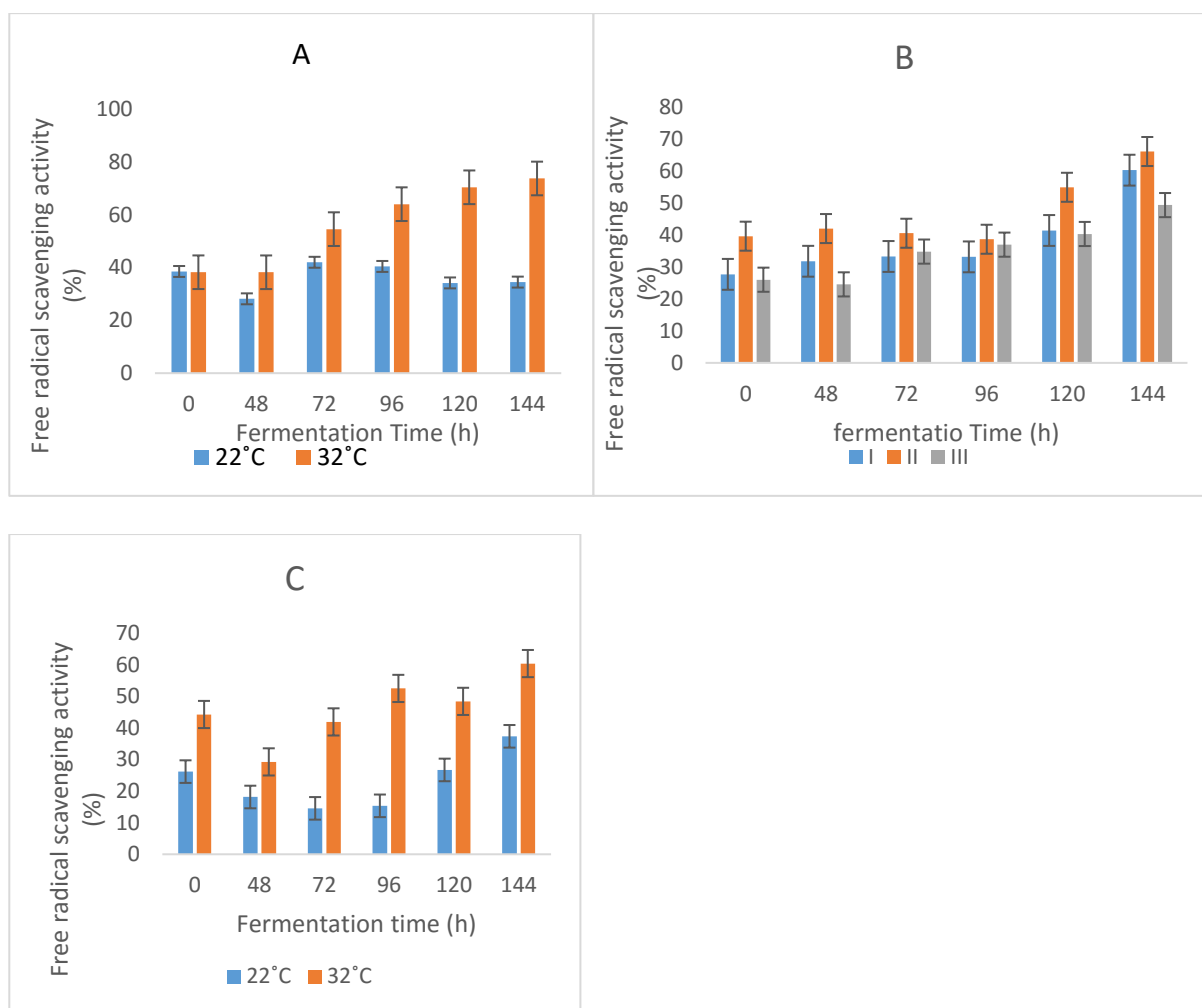 A
Free radical scavenging activity
(%)
100
80
60
40
20
0
0 48 72 96 120 144
Fermentation Time (h)
22˚C 32˚C
B
Free radical scavenging activity
(%)
80
70
60
50
40
30
20
10
0
0 48 72 96 120 144
fermentatio Time (h)
I II III
C
Free radical scavenging activity
(%)
70
60
50
40
30
20
10
0
0 48 72 96 120 144
Fermentation time (h)
22˚C 32˚C